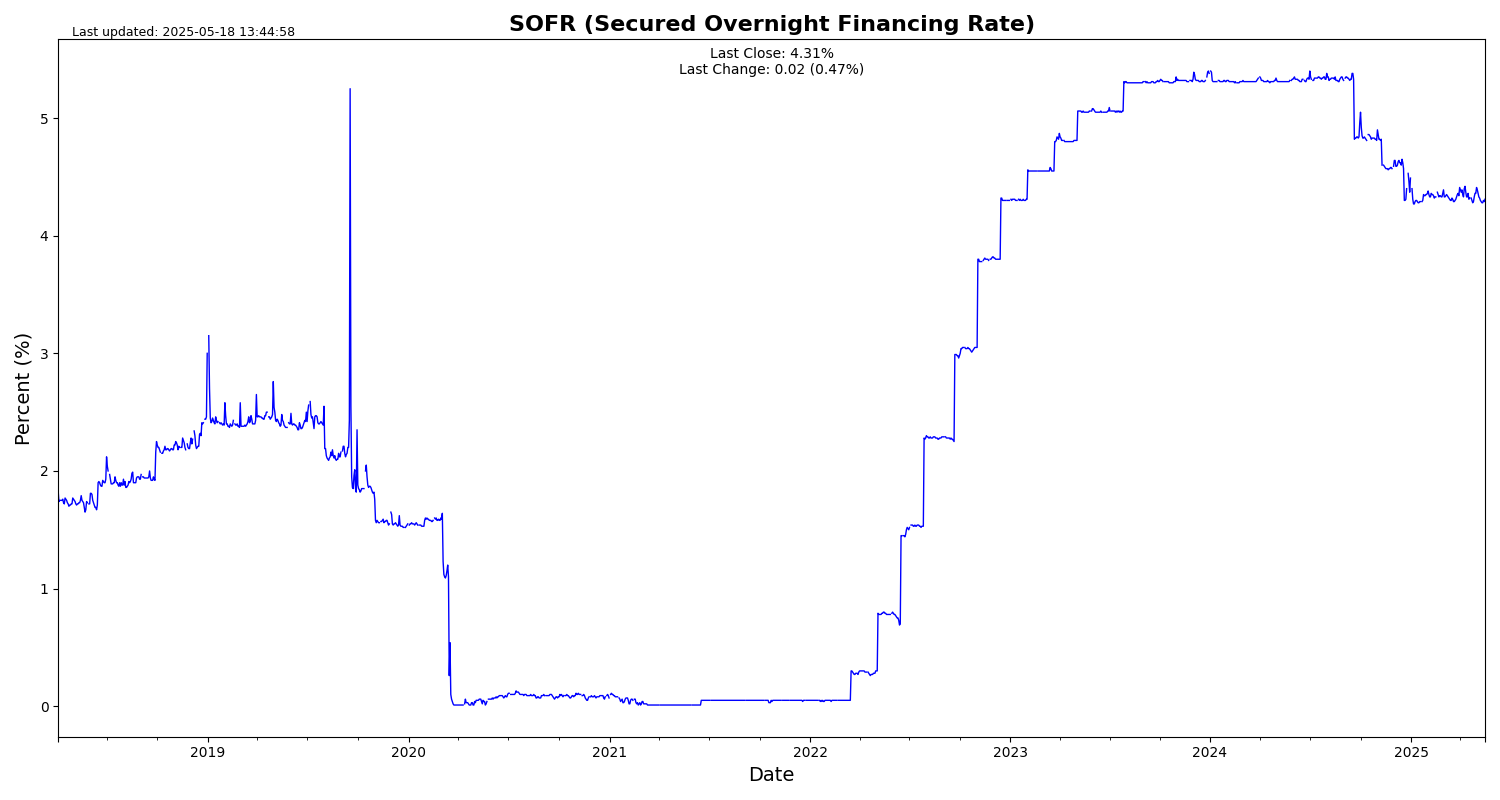 SOFR (Secured Overnight Financing Rate)
Last updated: 2025-05-18 13:44:58
Last Close: 4.31%
Last Change: 0.02 (0.47%)
Percent (%)
5
4
3
2
1
0
2019
2020
2021
2022
2023
2024
2025
Date